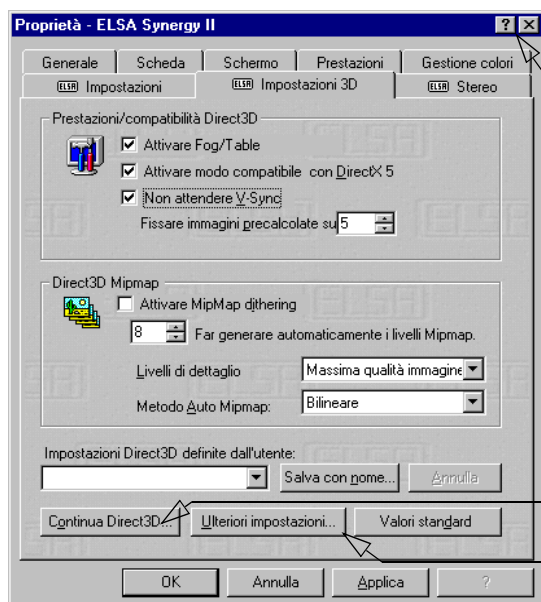 Proprietà - ELSA Synergy II
? ×
Generale Scheda Schermo Prestazioni Gestione colori
ELSA Impostazioni ELSA Impostazioni 3D ELSA Stereo
Prestazioni/compatibilità Direct3D
Attivare Fog/Table
Attivare modo compatibile con DirectX 5
Non attendere V-Sync
Fissare immagini precalcolate su 5
Direct3D Mipmap
Attivare MipMap dithering
8 Far generare automaticamente i livelli Mipmap.
Livelli di dettaglio Massima qualità immagine
Metodo Auto Mipmap: Bilineare
Impostazioni Direct3D definite dall'utente:
Salva con nome... Annulla
Continua Direct3D... Ulteriori impostazioni... Valori standard
OK Annulla Applica ?